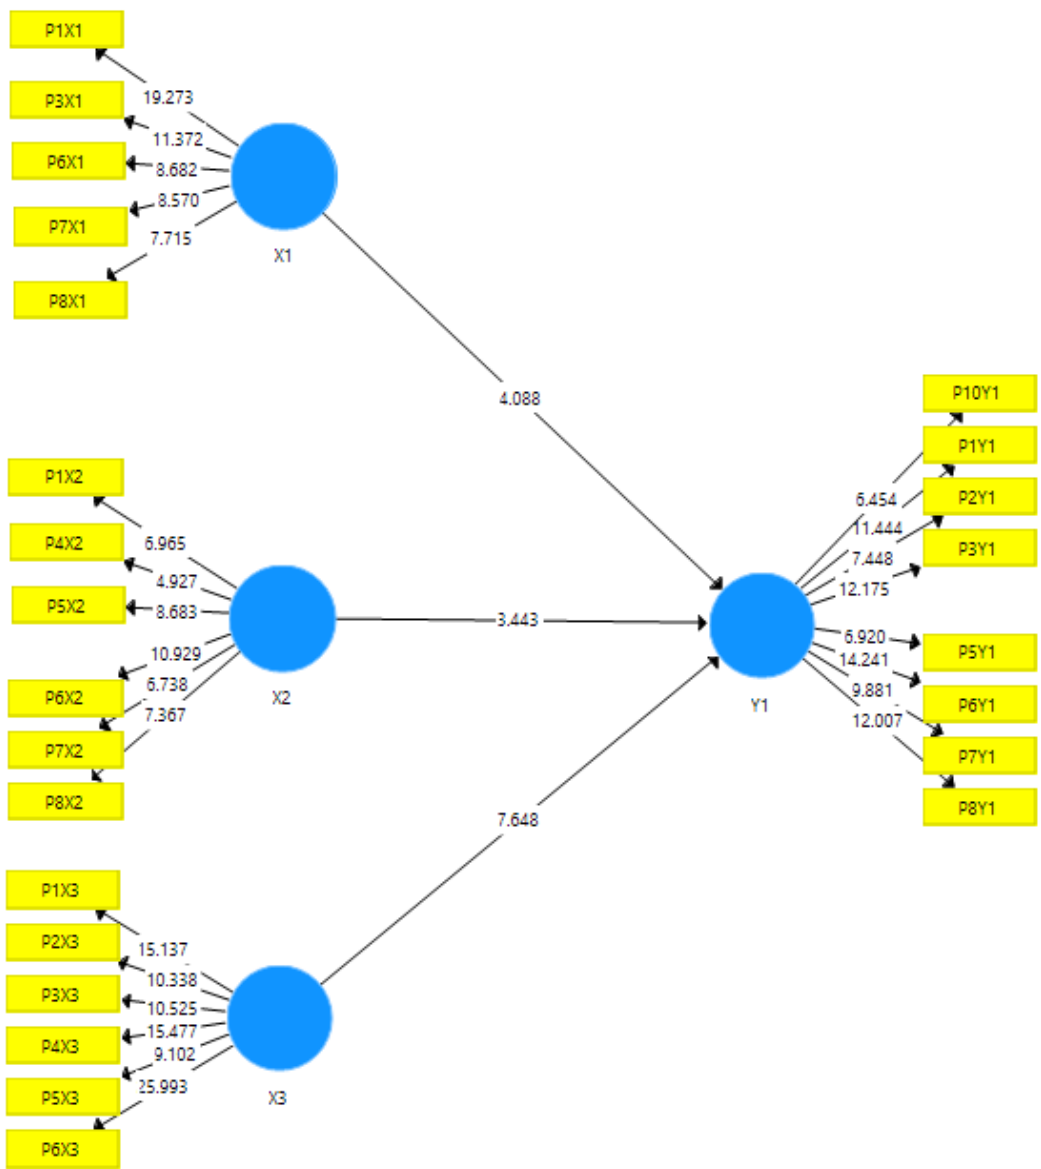 P1X1
19.273
P3X1
11.372
P6X1
8.682
8.570
P7X1
7.715
X1
P8X1
4.088
P10Y1
P1Y1
P1X2
P2Y1
6.454
11.444
P4X2
6.965
P3Y1
7.448
4.927
12.175
P5X2
8.683
3.443
6.920
10.929
P5Y1
14.241
6.738
9.881
P6X2
X2
Y1
P6Y1
7.367
12.007
P7X2
P7Y1
P8X2
P8Y1
7.648
P1X3
P2X3
15.137
10.338
P3X3
10.525
15.477
P4X3
9.102
25.993
P5X3
X3
P6X3